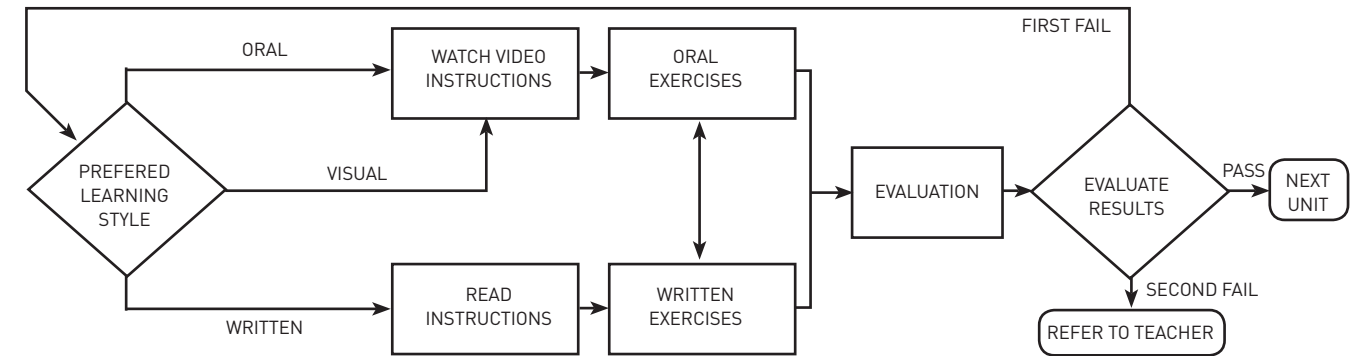 FIRST FAIL
ORAL
WATCH VIDEO
INSTRUCTIONS
ORAL
EXERCISES
PREFERED
LEARNING
STYLE
VISUAL
EVALUATION
EVALUATE
RESULTS
PASS
NEXT
UNIT
WRITTEN
READ
INSTRUCTIONS
WRITTEN
EXERCISES
SECOND FAIL
REFER TO TEACHER